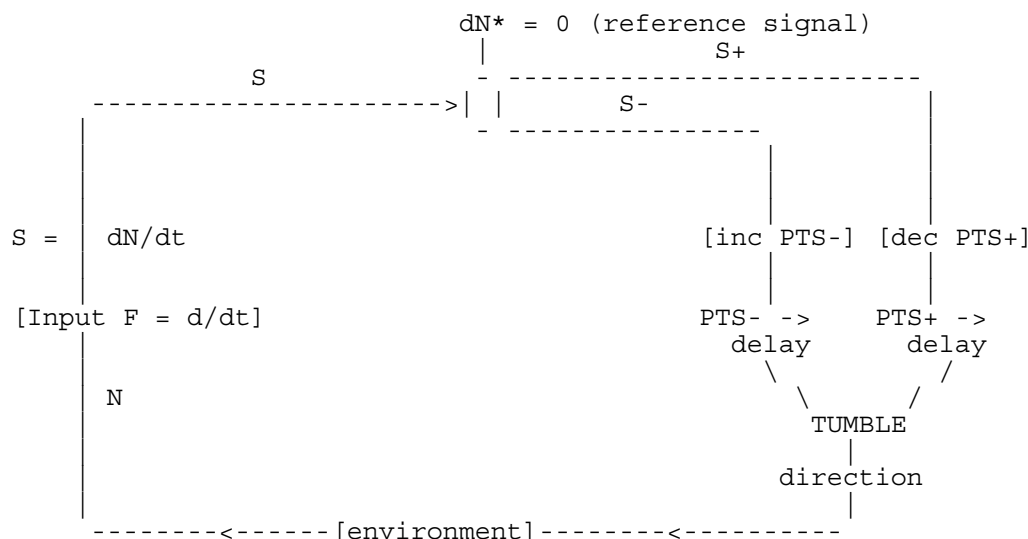 dN* = 0 (reference signal)
S+
S
S-
S = dN/dt
[inc PTS-] [dec PTS+]
[Input F = d/dt]
PTS- -> PTS+ ->
delay delay
N
TUMBLE
direction
--------<------[environment]-------<----------